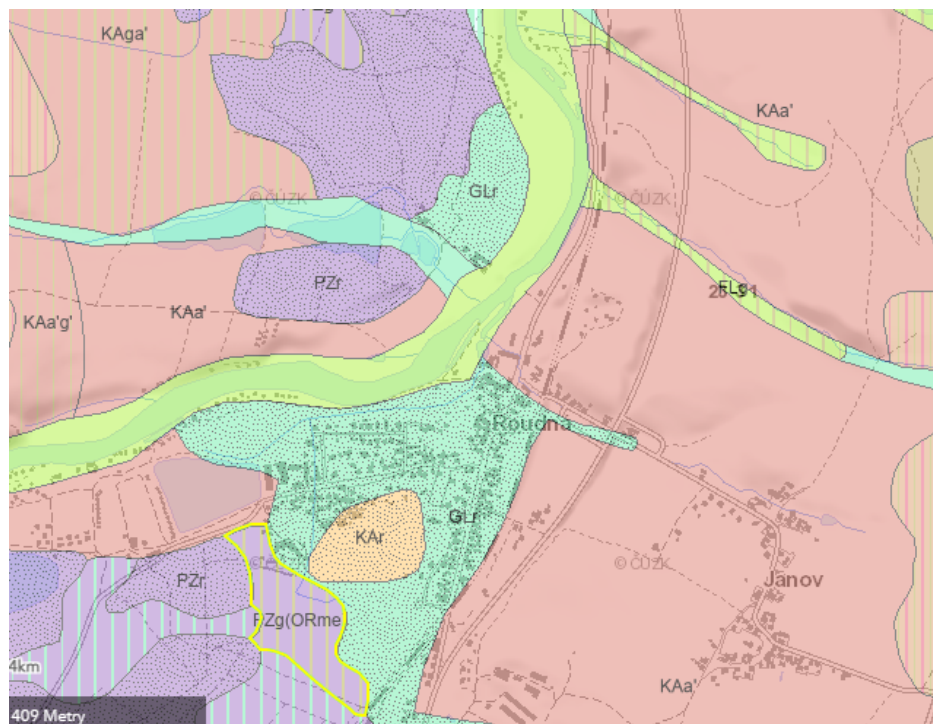 KAga'
KAa'
© ČÚZK
© ČÚZK
GLr
PZr
KAa'
KAa'g'
FLg
Roudná
KAr
GLr
© ČÚZK
PZr
Janov
PZg(ORme
KAa'
4km
409 Metry